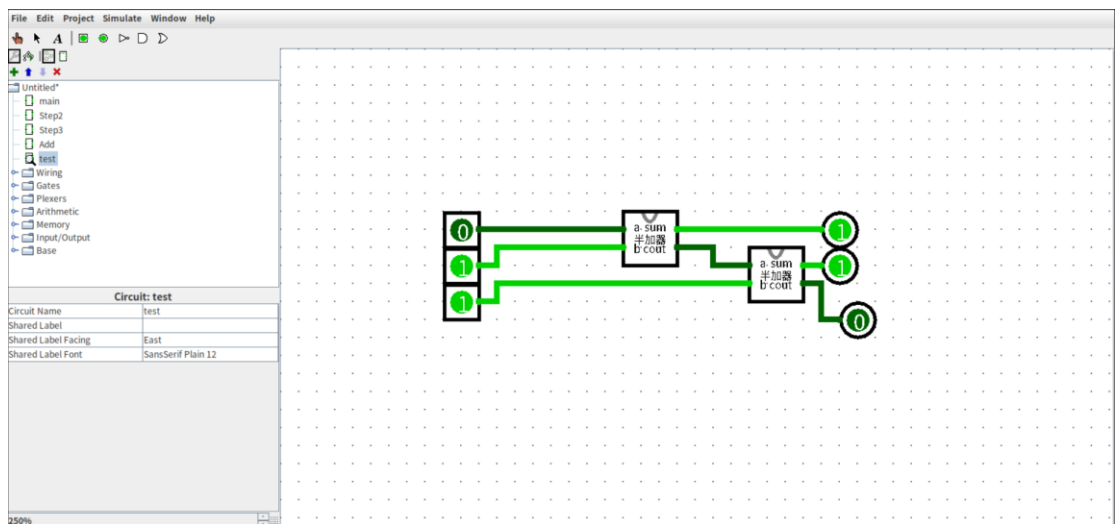 File Edit Project Simulate Window Help
A
Untitled*
main
Step2
Step3
Add
test
Wiring
Gates
Plexers
Arithmetic
Memory
Input/Output
Base
Circuit: test
Circuit Name test
Shared Label
Shared Label Facing East
Shared Label Font SansSerif Plain 12
250%
0
1
1
a sum
半加器
b cout
a sum
半加器
b cout
1
1
0